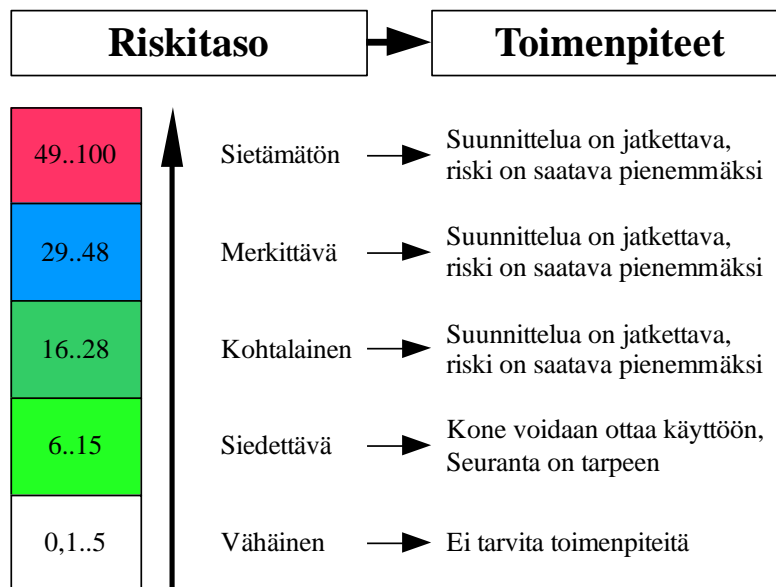 Riskitaso
Toimenpiteet
49..100
Sietämätön
Suunnittelua on jatkettava,
riski on saatava pienemmäksi
29..48
Merkittävä
Suunnittelua on jatkettava,
riski on saatava pienemmäksi
16..28
Kohtalainen
Suunnittelua on jatkettava,
riski on saatava pienemmäksi
6..15
Siedettävä
Kone voidaan ottaa käyttöön,
Seuranta on tarpeen
0,1..5
Vähäinen
Ei tarvita toimenpiteitä